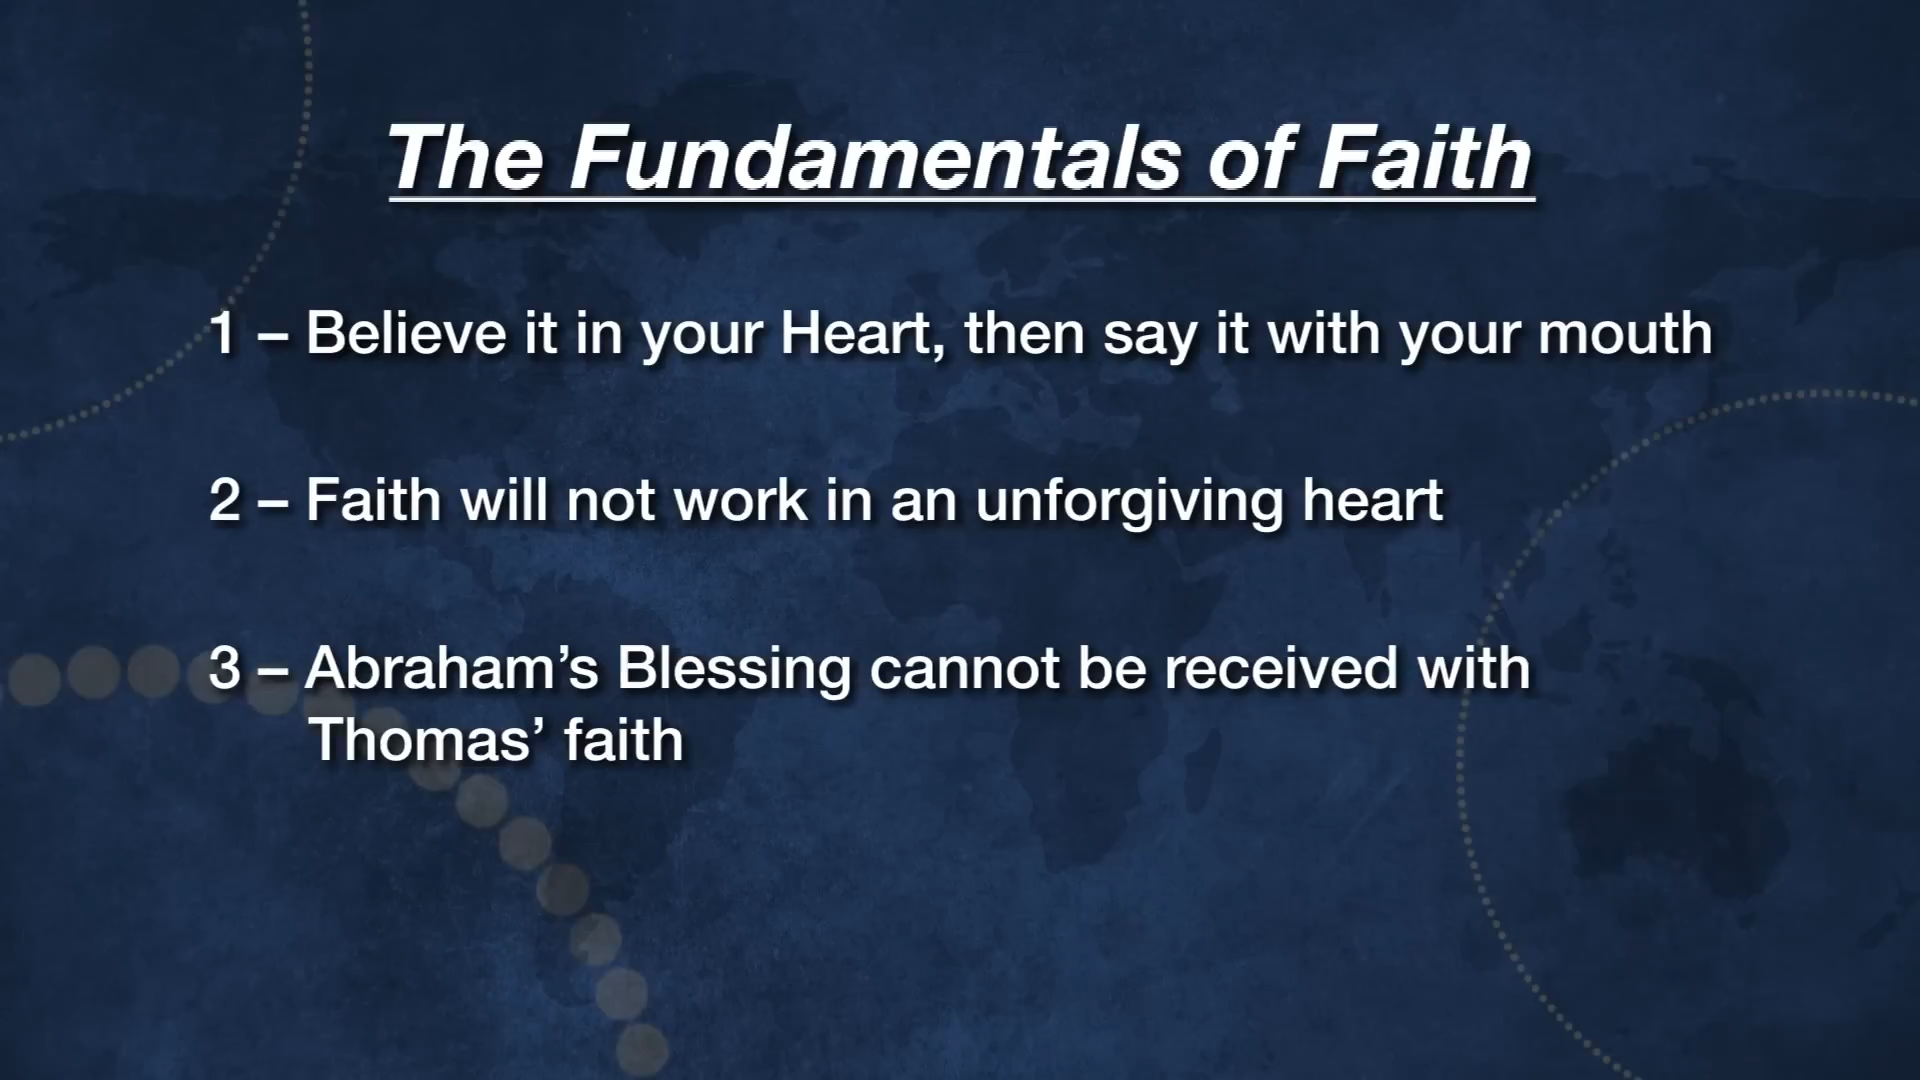 The Fundamentals of Faith
1 – Believe it in your Heart, then say it with your mouth
2 – Faith will not work in an unforgiving heart
3 – Abraham’s Blessing cannot be received with
Thomas’ faith